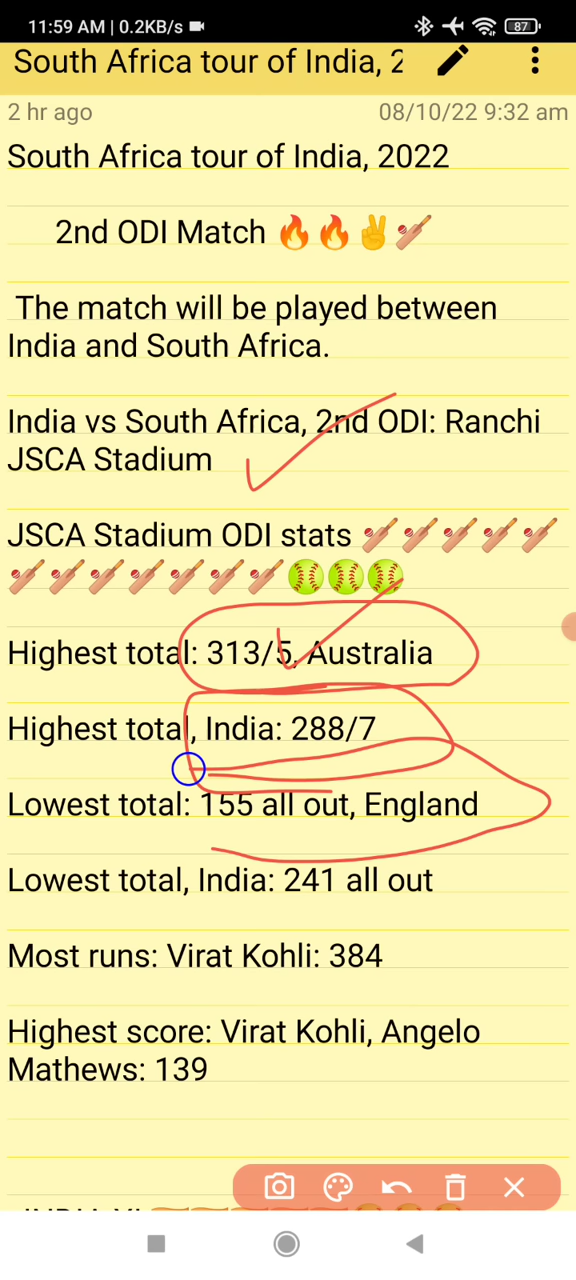 11:59 AM | 0.2KB/s 87
South Africa tour of India, 2
2 hr ago 08/10/22 9:32 am
South Africa tour of India, 2022
2nd ODI Match 🔥🔥✌️🏏
The match will be played between
India and South Africa.
India vs South Africa, 2nd ODI: Ranchi
JSCA Stadium
JSCA Stadium ODI stats 🏏🏏🏏🏏🏏
🏏🏏🏏🏏🏏🏏🏏🥎🥎🥎
Highest total: 313/5, Australia
Highest total, India: 288/7
Lowest total: 155 all out, England
Lowest total, India: 241 all out
Most runs: Virat Kohli: 384
Highest score: Virat Kohli, Angelo
Mathews: 139